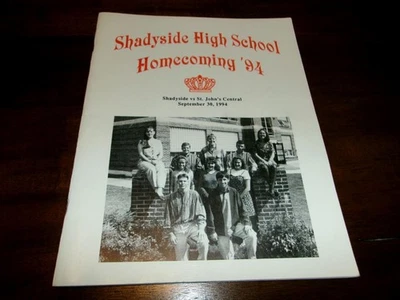 Shadyside High School
Homecoming '94
Shadyside vs St. John's Central
September 30, 1994